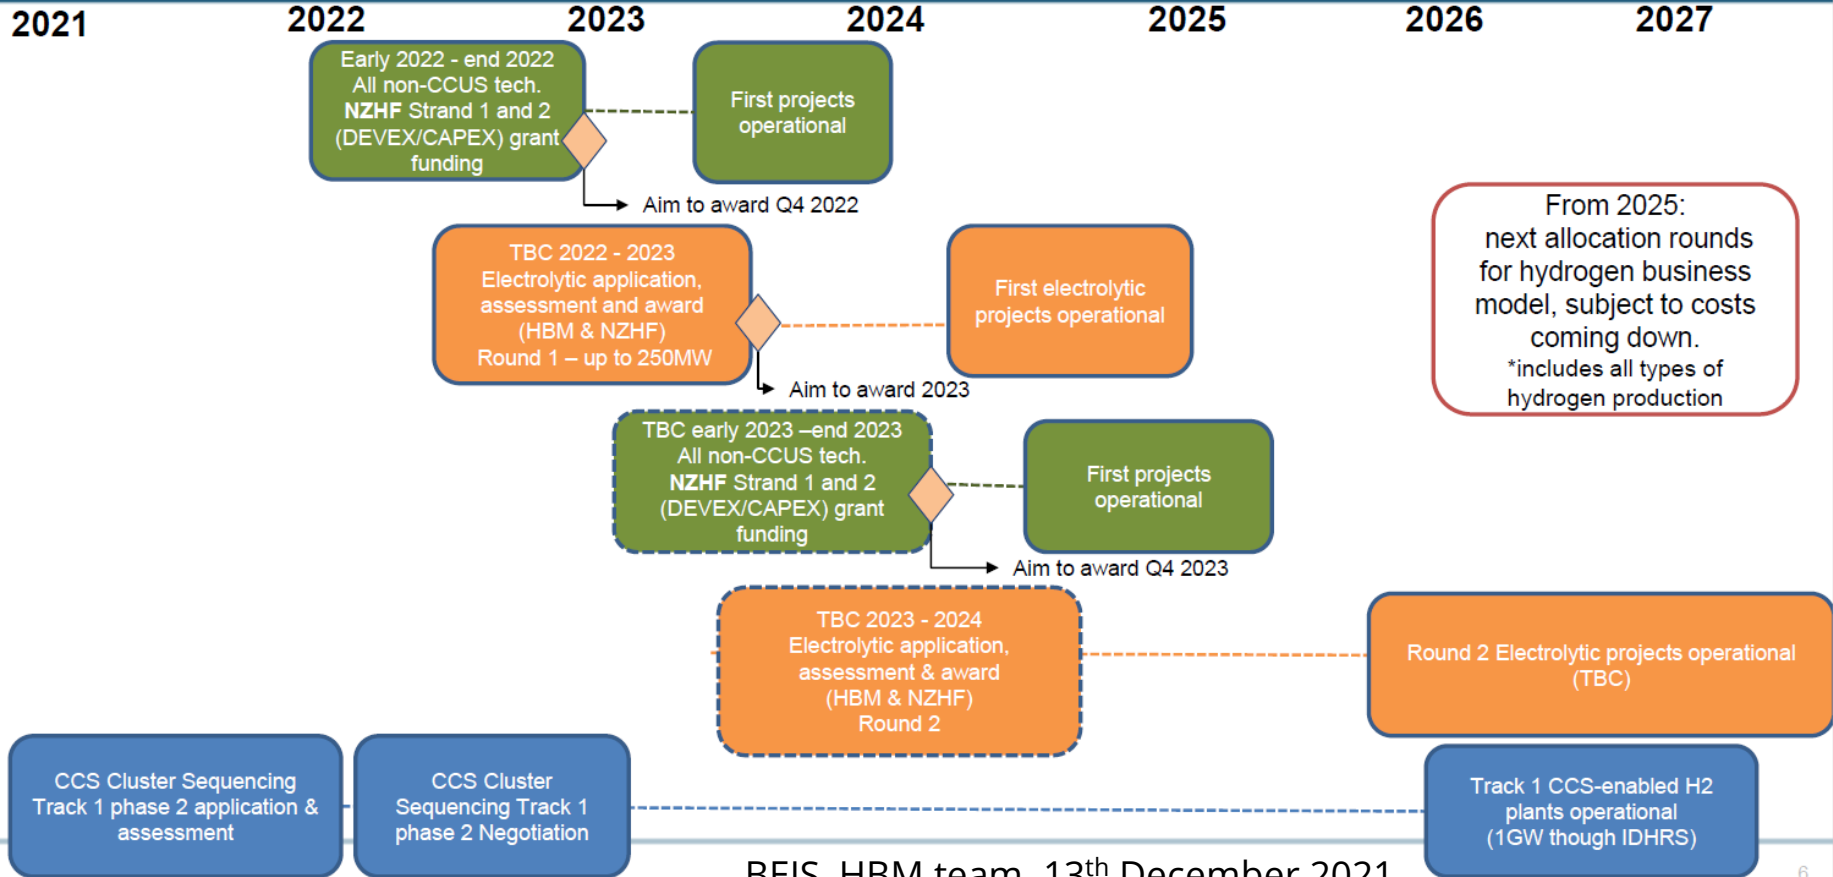 2021 2022 2023 2024 2025 2026 2027
Early 2022 - end 2022
All non-CCUS tech.
NZHF Strand 1 and 2
(DEVEX/CAPEX) grant
funding
First projects
operational
Aim to award Q4 2022
TBC 2022 - 2023
Electrolytic application,
assessment and award
(HBM & NZHF)
Round 1 – up to 250MW
First electrolytic
projects operational
Aim to award 2023
From 2025:
next allocation rounds
for hydrogen business
model, subject to costs
coming down.
*includes all types of
hydrogen production
TBC early 2023 –end 2023
All non-CCUS tech.
NZHF Strand 1 and 2
(DEVEX/CAPEX) grant
funding
First projects
operational
Aim to award Q4 2023
TBC 2023 - 2024
Electrolytic application,
assessment & award
(HBM & NZHF)
Round 2
Round 2 Electrolytic projects operational
(TBC)
CCS Cluster Sequencing
Track 1 phase 2 application &
assessment
CCS Cluster
Sequencing Track 1
phase 2 Negotiation
Track 1 CCS-enabled H2
plants operational
(1GW though IDHRS)
BEIS HBM team 13th December 2021
6